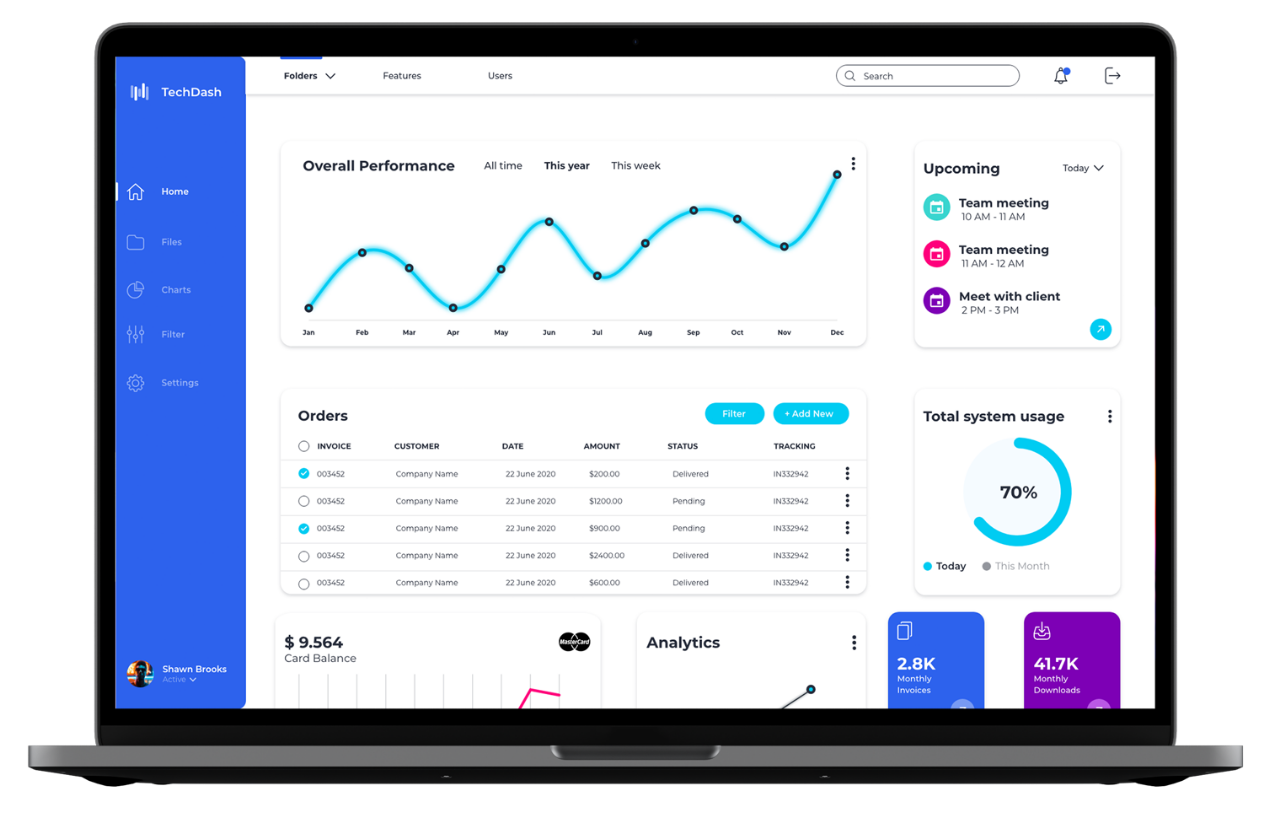 TechDash
Folders
Features
Users
Search
Home
Files
Charts
Filter
Settings
Shawn Brooks
Active
Overall Performance
All time
This year
This week
Jan Feb Mar Apr May Jun Jul Aug Sep Oct Nov Dec
Upcoming
Today
Team meeting
10 AM - 11 AM
Team meeting
11 AM - 12 AM
Meet with client
2 PM - 3 PM
Orders
Filter
+ Add New
INVOICE CUSTOMER DATE AMOUNT STATUS TRACKING
003452 Company Name 22 June 2020 $200.00 Delivered IN332942
003452 Company Name 22 June 2020 $1200.00 Pending IN332942
003452 Company Name 22 June 2020 $900.00 Pending IN332942
003452 Company Name 22 June 2020 $2400.00 Delivered IN332942
003452 Company Name 22 June 2020 $600.00 Delivered IN332942
Total system usage
70%
Today
This Month
$ 9.564
Card Balance
MasterCard
Analytics
2.8K
Monthly
Invoices
41.7K
Monthly
Downloads